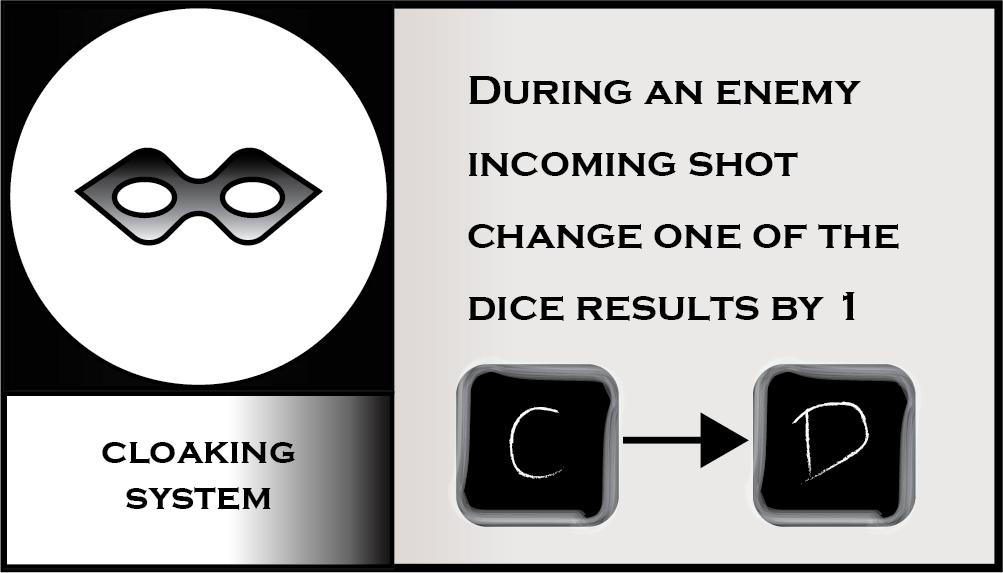 During an enemy
incoming shot
change one of the
dice results by 1
C D
cloaking
system